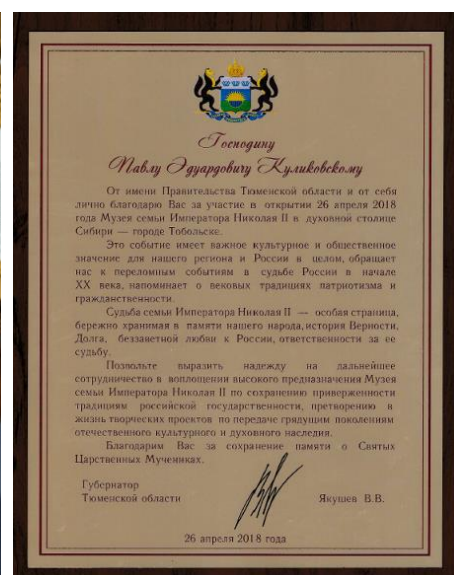 Господину
Павлу Эдуардовичу Куликовскому
От имени Правительства Тюменской области и от себя
лично благодарю Вас за участие в открытии 26 апреля 2018
года Музея семьи Императора Николая II в духовной столице
Сибири — городе Тобольске.
Это событие имеет важное культурное и общественное
значение для нашего региона и России в целом, обращает
нас к переломным событиям в судьбе России в начале
XX века, напоминает о вековых традициях патриотизма и
гражданственности.
Судьба семьи Императора Николая II — особая страница,
бережно хранимая в памяти нашего народа, история Верности,
Долга, беззаветной любви к России, ответственности за ее
судьбу.
Позвольте выразить надежду на дальнейшее
сотрудничество в воплощении высокого предназначения Музея
семьи Императора Николая II по сохранению приверженности
традициям российской государственности, претворению в
жизнь творческих проектов по передаче грядущим поколениям
отечественного культурного и духовного наследия.
Благодарим Вас за сохранение памяти о Святых
Царственных Мучениках.
Губернатор
Тюменской области Якушев В.В.
26 апреля 2018 года